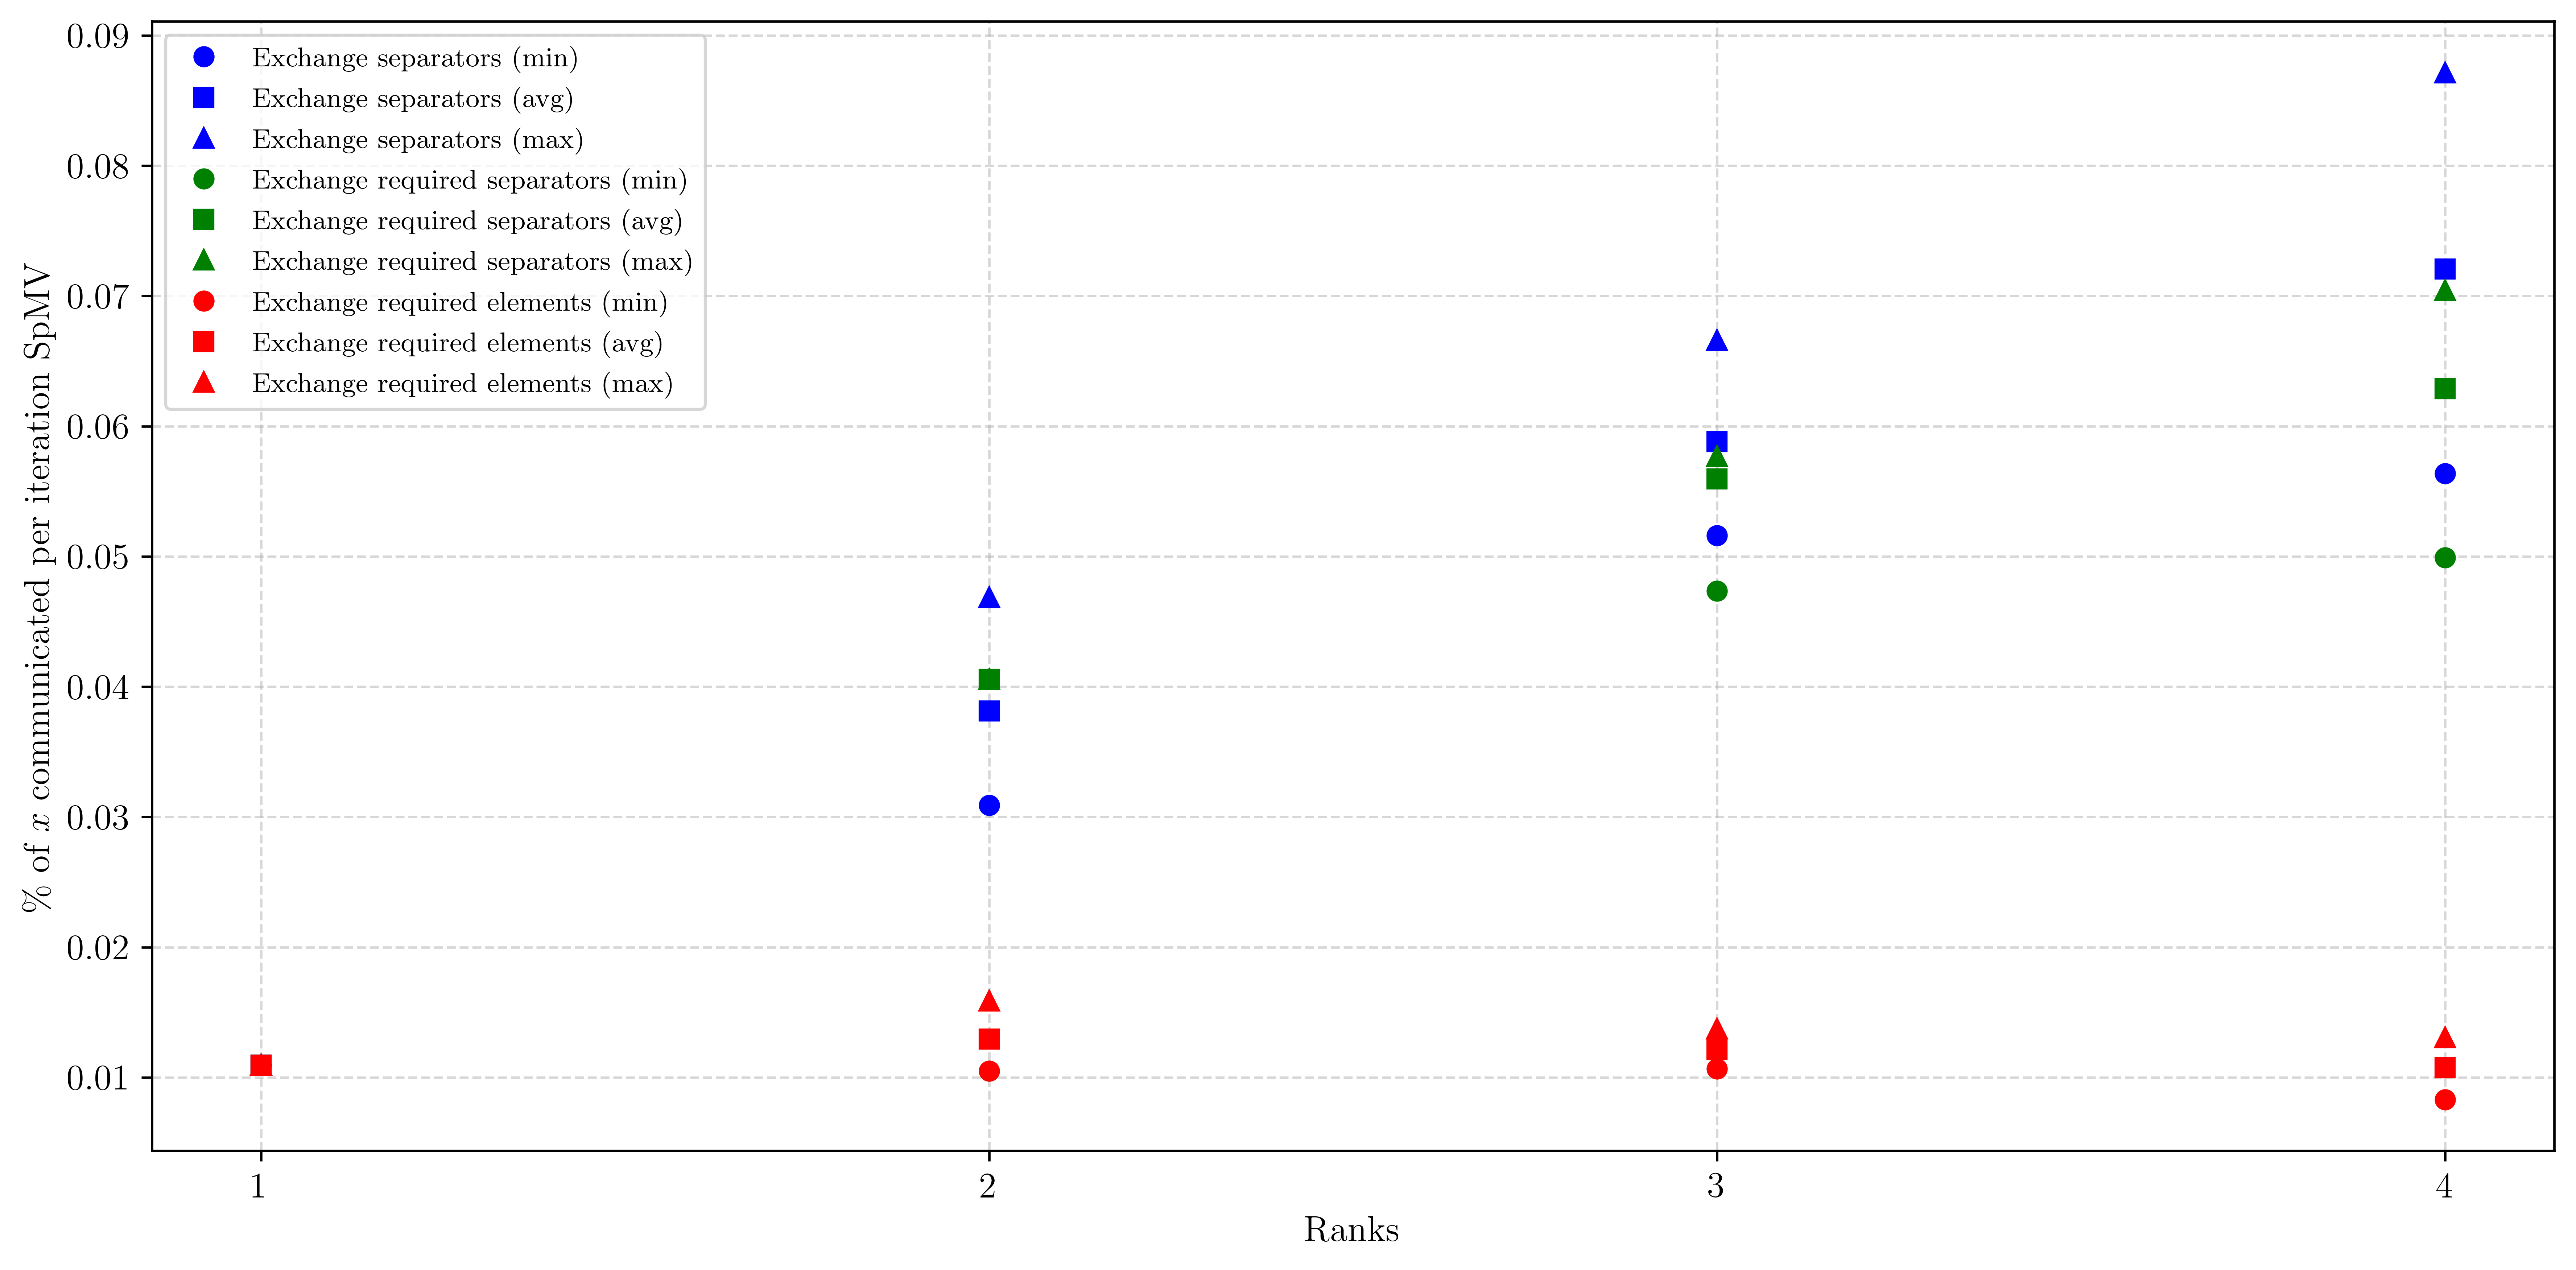 % of x communicated per iteration SpMV
0.09
0.08
0.07
0.06
0.05
0.04
0.03
0.02
0.01
Exchange separators (min)
Exchange separators (avg)
Exchange separators (max)
Exchange required separators (min)
Exchange required separators (avg)
Exchange required separators (max)
Exchange required elements (min)
Exchange required elements (avg)
Exchange required elements (max)
1 2 3 4
Ranks